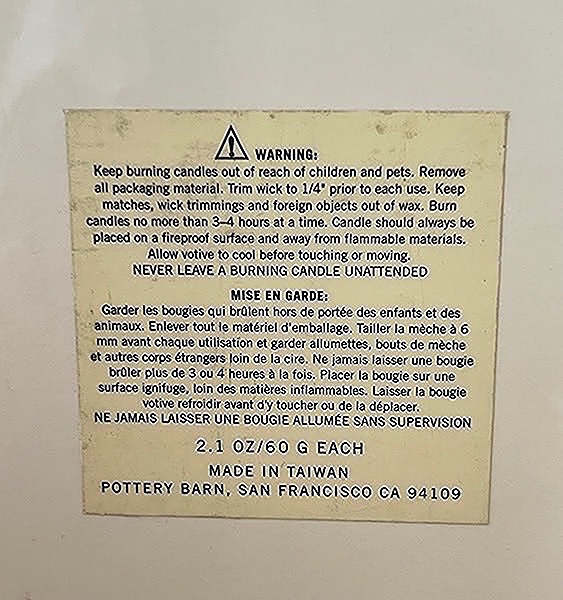 WARNING:
Keep burning candles out of reach of children and pets. Remove
all packaging material. Trim wick to 1/4" prior to each use. Keep
matches, wick trimmings and foreign objects out of wax. Burn
candles no more than 3–4 hours at a time. Candle should always be
placed on a fireproof surface and away from flammable materials.
Allow votive to cool before touching or moving.
NEVER LEAVE A BURNING CANDLE UNATTENDED
MISE EN GARDE:
Garder les bougies qui brûlent hors de portée des enfants et des
animaux. Enlever tout le matériel d'emballage. Tailler la mèche à 6
mm avant chaque utilisation et garder allumettes, bouts de mèche
et autres corps étrangers loin de la cire. Ne jamais laisser une bougie
brûler plus de 3 ou 4 heures à la fois. Placer la bougie sur une
surface ignifuge, loin des matières inflammables. Laisser la bougie
votive refroidir avant d'y toucher ou de la déplacer.
NE JAMAIS LAISSER UNE BOUGIE ALLUMÉE SANS SUPERVISION
2.1 OZ/60 G EACH
MADE IN TAIWAN
POTTERY BARN, SAN FRANCISCO CA 94109